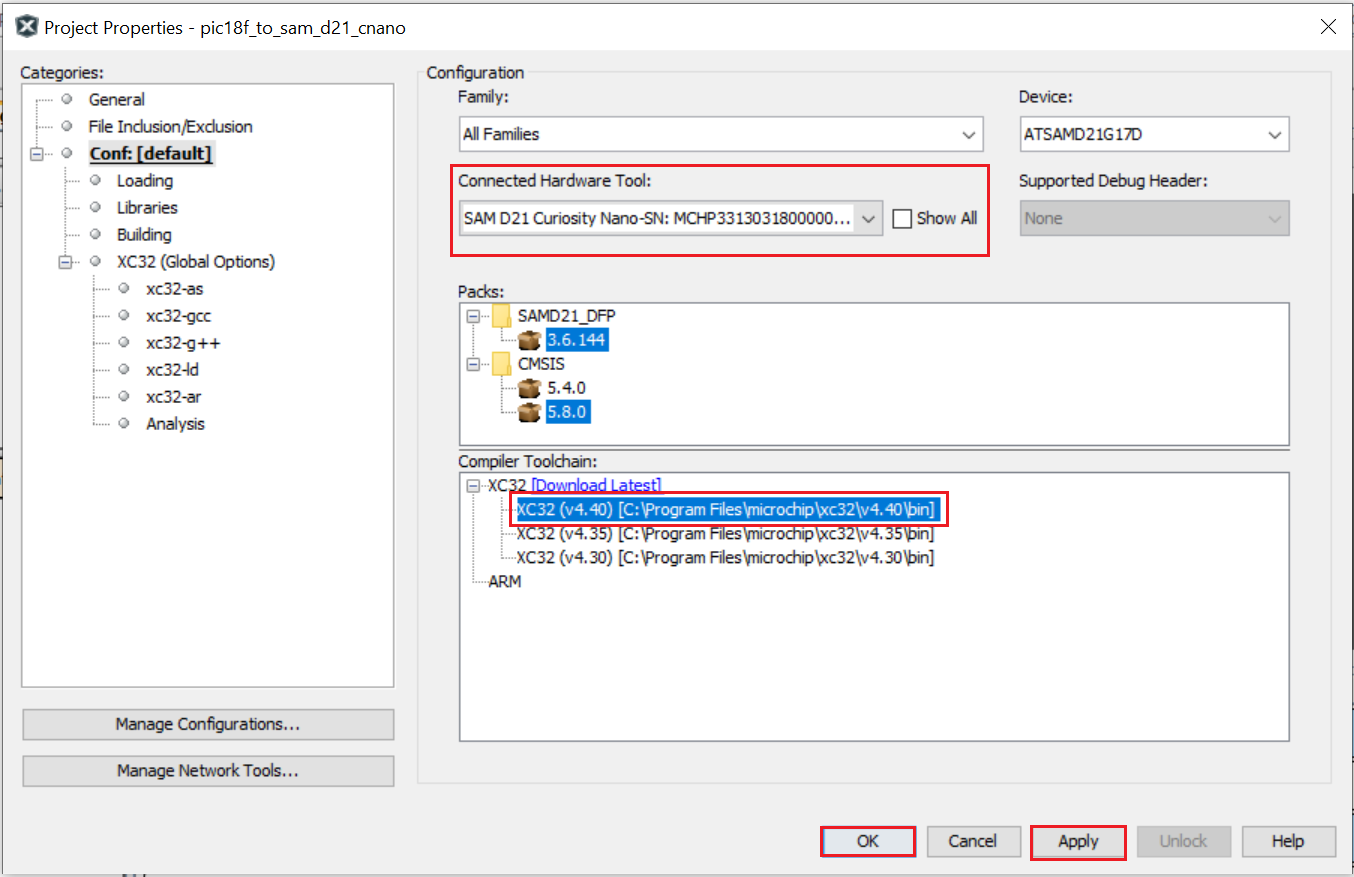 Project Properties - pic18f_to_sam_d21_cnano
Categories:
General
File Inclusion/Exclusion
Conf: [default]
Loading
Libraries
Building
XC32 (Global Options)
xc32-as
xc32-gcc
xc32-g++
xc32-ld
xc32-ar
Analysis
Manage Configurations...
Manage Network Tools...
Configuration
Family:
All Families
Device:
ATSAMD21G17D
Connected Hardware Tool:
SAM D21 Curiosity Nano-SN: MCHP3313031800000...
Show All
Supported Debug Header:
None
Packs:
SAMD21_DFP
3.6.144
CMSIS
5.4.0
5.8.0
Compiler Toolchain:
XC32 [Download Latest]
XC32 (v4.40) [C:\Program Files\microchip\xc32\v4.40\bin]
XC32 (v4.35) [C:\Program Files\microchip\xc32\v4.35\bin]
XC32 (v4.30) [C:\Program Files\microchip\xc32\v4.30\bin]
ARM
OK
Cancel
Apply
Unlock
Help